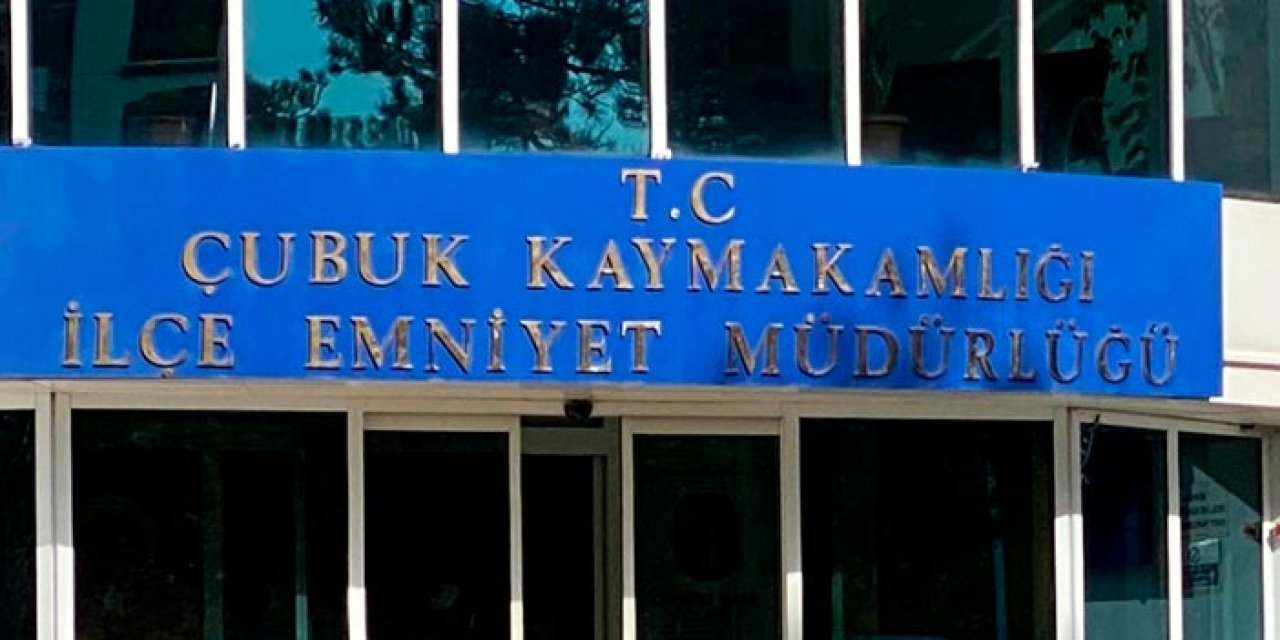 T.C
ÇUBUK KAYMAKAMLIĞI
İLÇE EMNİYET MÜDÜRLÜĞÜ